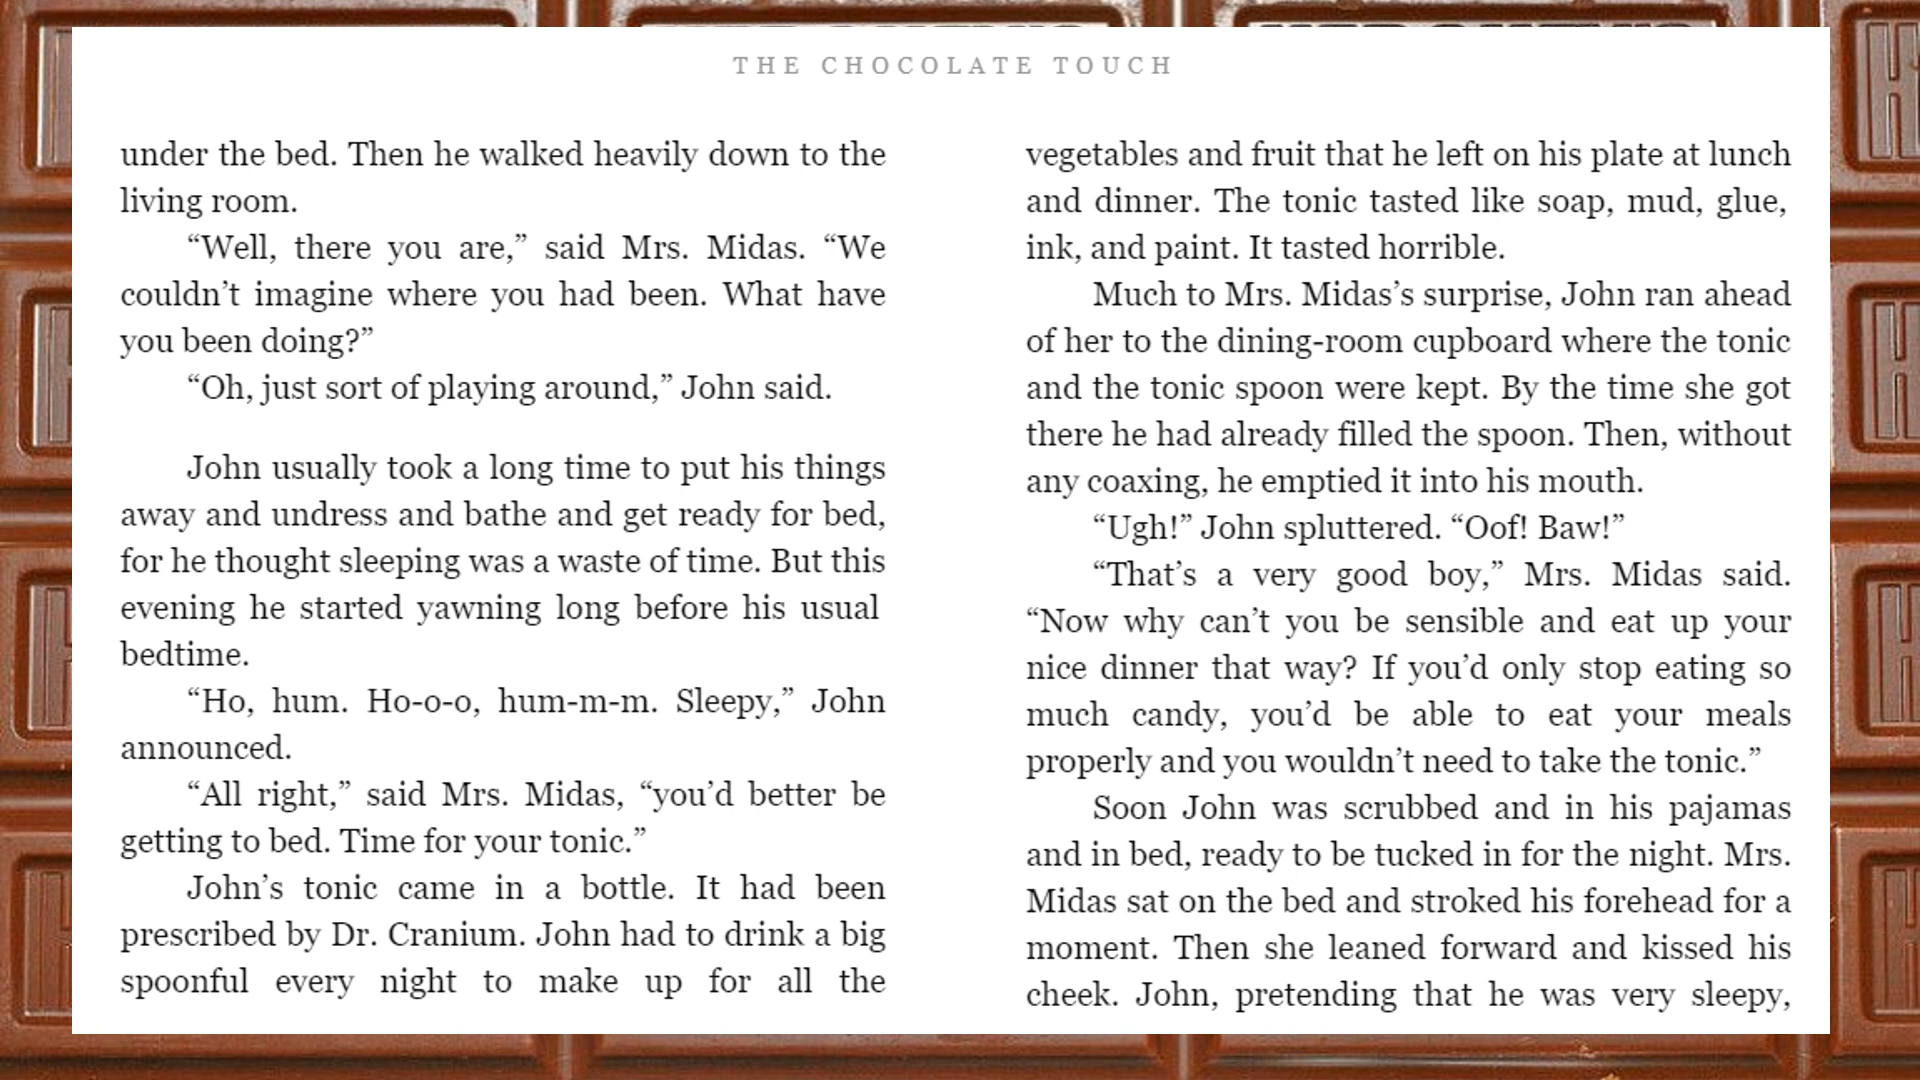 THE CHOCOLATE TOUCH
under the bed. Then he walked heavily down to the
living room.
“Well, there you are,” said Mrs. Midas. “We
couldn’t imagine where you had been. What have
you been doing?”
“Oh, just sort of playing around,” John said.
John usually took a long time to put his things
away and undress and bathe and get ready for bed,
for he thought sleeping was a waste of time. But this
evening he started yawning long before his usual
bedtime.
“Ho, hum. Ho-o-o, hum-m-m. Sleepy,” John
announced.
“All right,” said Mrs. Midas, “you’d better be
getting to bed. Time for your tonic.”
John’s tonic came in a bottle. It had been
prescribed by Dr. Cranium. John had to drink a big
spoonful every night to make up for all the
vegetables and fruit that he left on his plate at lunch
and dinner. The tonic tasted like soap, mud, glue,
ink, and paint. It tasted horrible.
Much to Mrs. Midas’s surprise, John ran ahead
of her to the dining-room cupboard where the tonic
and the tonic spoon were kept. By the time she got
there he had already filled the spoon. Then, without
any coaxing, he emptied it into his mouth.
“Ugh!” John spluttered. “Oof! Baw!”
“That’s a very good boy,” Mrs. Midas said.
“Now why can’t you be sensible and eat up your
nice dinner that way? If you’d only stop eating so
much candy, you’d be able to eat your meals
properly and you wouldn’t need to take the tonic.”
Soon John was scrubbed and in his pajamas
and in bed, ready to be tucked in for the night. Mrs.
Midas sat on the bed and stroked his forehead for a
moment. Then she leaned forward and kissed his
cheek. John, pretending that he was very sleepy,